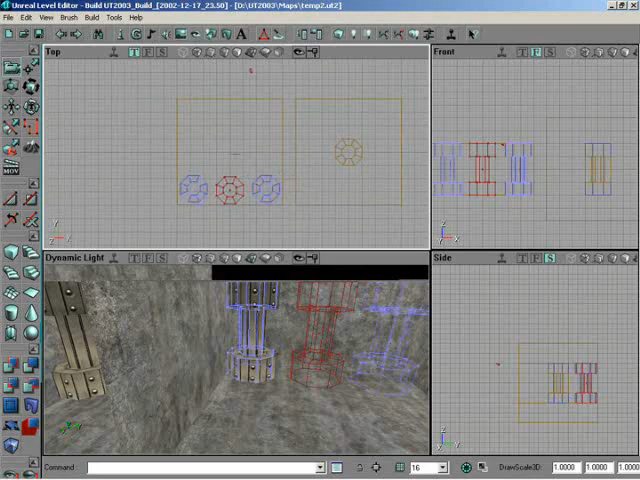 Unreal Level Editor - Build UT2003_Build_[2002-12-17_23.50] - [D:\UT2003\Maps\temp2.ut2]
File Edit View Brush Build Tools Help
Top T F S
Front T F S
MOV
Y X
Z X
Dynamic Light T F S
Side T F S
Z Y
Command 16 DrawScale3D: 1.0000 1.0000 1.0000